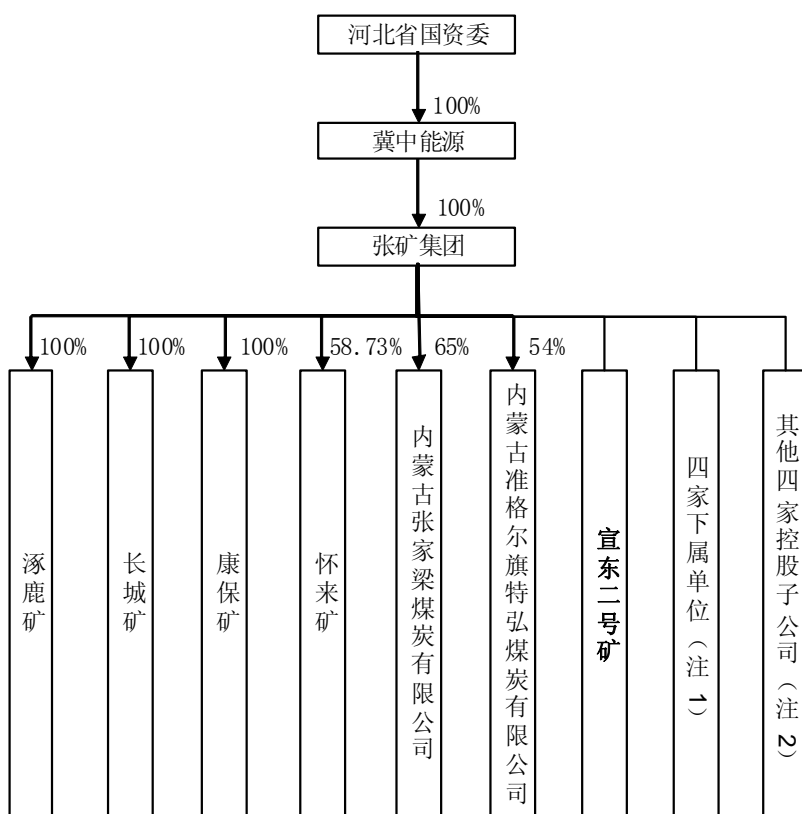 河北省国资委
100%
冀中能源
100%
张矿集团
100%
100%
100%
58.73%
65%
54%
涿鹿矿
长城矿
康保矿
怀来矿
内蒙古张家梁煤炭有限公司
内蒙古准格尔旗特弘煤炭有限公司
宣东二号矿
四家下属单位（注1）
其他四家控股子公司（注2）